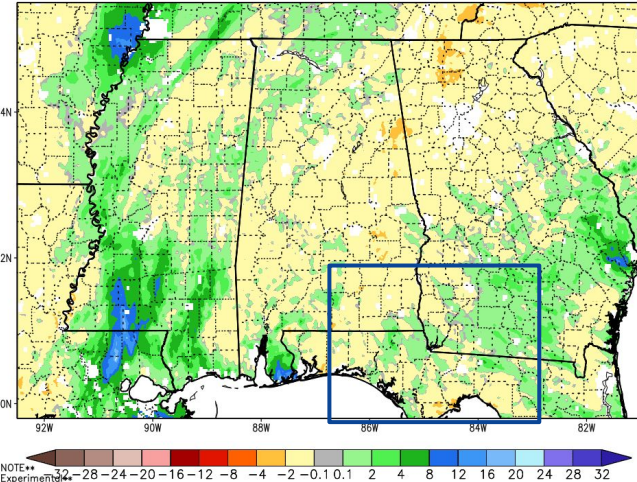 4N
2N
0N
92W 90W 88W 86W 84W 82W
NOTE**
Experimental**
-32 -28 -24 -20 -16 -12 -8 -4 -2 -0.1 0.1 2 4 8 12 16 20 24 28 32